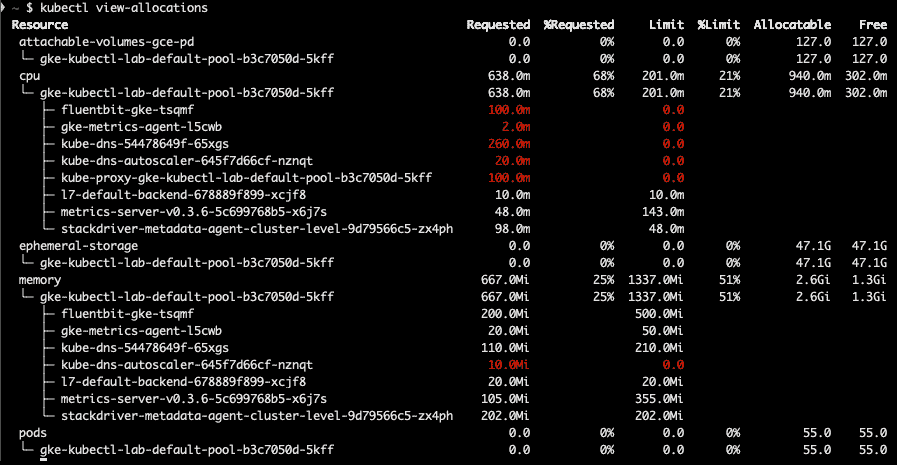 ~ $ kubectl view-allocations
Resource Requested %Requested Limit %Limit Allocatable Free
attachable-volumes-gce-pd 0.0 0% 0.0 0% 127.0 127.0
└─ gke-kubectl-lab-default-pool-b3c7050d-5kff 0.0 0% 0.0 0% 127.0 127.0
cpu 638.0m 68% 201.0m 21% 940.0m 302.0m
└─ gke-kubectl-lab-default-pool-b3c7050d-5kff 638.0m 68% 201.0m 21% 940.0m 302.0m
├─ fluentbit-gke-tsqmf 100.0m 0.0
├─ gke-metrics-agent-l5cwb 2.0m 0.0
├─ kube-dns-54478649f-65xgs 260.0m 0.0
├─ kube-dns-autoscaler-645f7d66cf-nznqt 20.0m 0.0
├─ kube-proxy-gke-kubectl-lab-default-pool-b3c7050d-5kff 100.0m 0.0
├─ l7-default-backend-678889f899-xcjf8 10.0m 10.0m
├─ metrics-server-v0.3.6-5c699768b5-x6j7s 48.0m 143.0m
└─ stackdriver-metadata-agent-cluster-level-9d79566c5-zx4ph 98.0m 48.0m
ephemeral-storage 0.0 0% 0.0 0% 47.1G 47.1G
└─ gke-kubectl-lab-default-pool-b3c7050d-5kff 0.0 0% 0.0 0% 47.1G 47.1G
memory 667.0Mi 25% 1337.0Mi 51% 2.6Gi 1.3Gi
└─ gke-kubectl-lab-default-pool-b3c7050d-5kff 667.0Mi 25% 1337.0Mi 51% 2.6Gi 1.3Gi
├─ fluentbit-gke-tsqmf 200.0Mi 500.0Mi
├─ gke-metrics-agent-l5cwb 20.0Mi 50.0Mi
├─ kube-dns-54478649f-65xgs 110.0Mi 210.0Mi
├─ kube-dns-autoscaler-645f7d66cf-nznqt 10.0Mi 0.0
├─ l7-default-backend-678889f899-xcjf8 20.0Mi 20.0Mi
├─ metrics-server-v0.3.6-5c699768b5-x6j7s 105.0Mi 355.0Mi
└─ stackdriver-metadata-agent-cluster-level-9d79566c5-zx4ph 202.0Mi 202.0Mi
pods 0.0 0% 0.0 0% 55.0 55.0
└─ gke-kubectl-lab-default-pool-b3c7050d-5kff 0.0 0% 0.0 0% 55.0 55.0